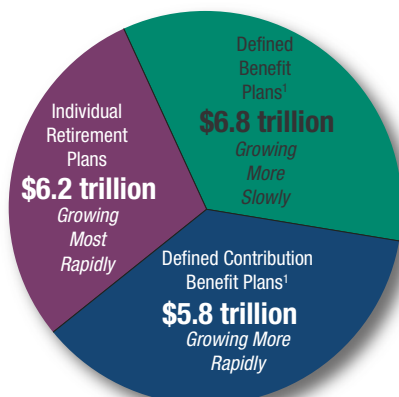 Defined
Benefit
Plans¹
$6.8 trillion
Growing
More
Slowly
Individual
Retirement
Plans
$6.2 trillion
Growing
Most
Rapidly
Defined Contribution
Benefit Plans¹
$5.8 trillion
Growing More
Rapidly